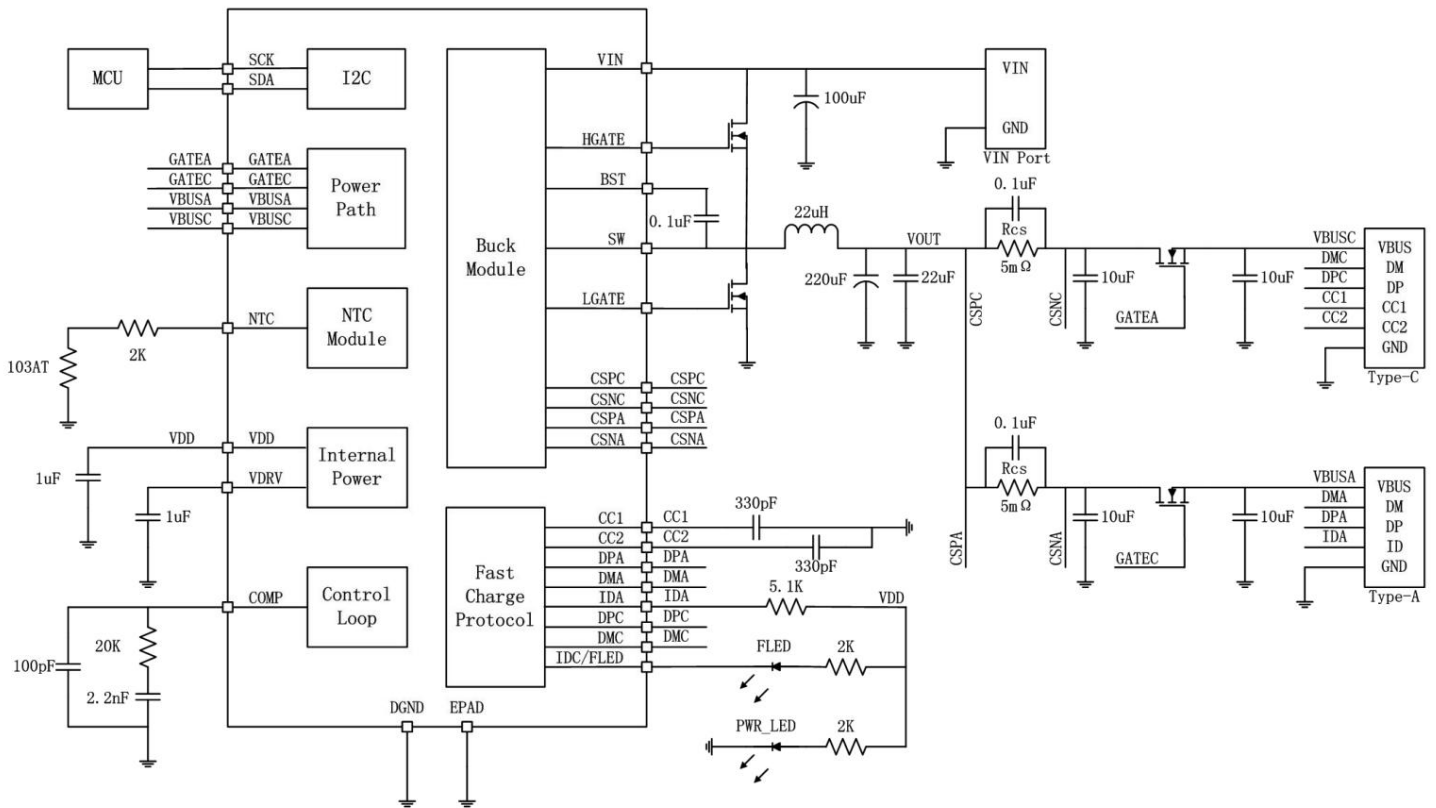 MCU
SCK
SDA
I2C
GATEA
GATEC
VBUSA
VBUSC
GATEA
GATEC
VBUSA
VBUSC
Power
Path
103AT
2K
NTC
NTC
Module
VDD
1uF
VDD
VDRV
1uF
Internal
Power
COMP
100pF
20K
2.2nF
Control
Loop
DGND
EPAD
Buck
Module
VIN
HGATE
BST
SW
LGATE
CSPC
CSNC
CSPA
CSNA
CSPC
CSNC
CSPA
CSNA
Fast
Charge
Protocol
CC1
CC2
DPA
DMA
IDA
DPC
DMC
IDC/FLED
CC1
CC2
DPA
DMA
IDA
DPC
DMC
330pF
330pF
5.1K
VDD
FLED
2K
PWR_LED
2K
100uF
VIN
GND
VIN Port
0.1uF
22uH
VOUT
220uF
22uF
0.1uF
Rcs
5mΩ
CSPC
CSNC
10uF
GATEA
10uF
VBUSC
DMC
DPC
CC1
CC2
VBUS
DM
DP
CC1
CC2
GND
Type-C
0.1uF
Rcs
5mΩ
CSPA
CSNA
10uF
GATEC
10uF
VBUSA
DMA
DPA
IDA
VBUS
DM
DP
ID
GND
Type-A